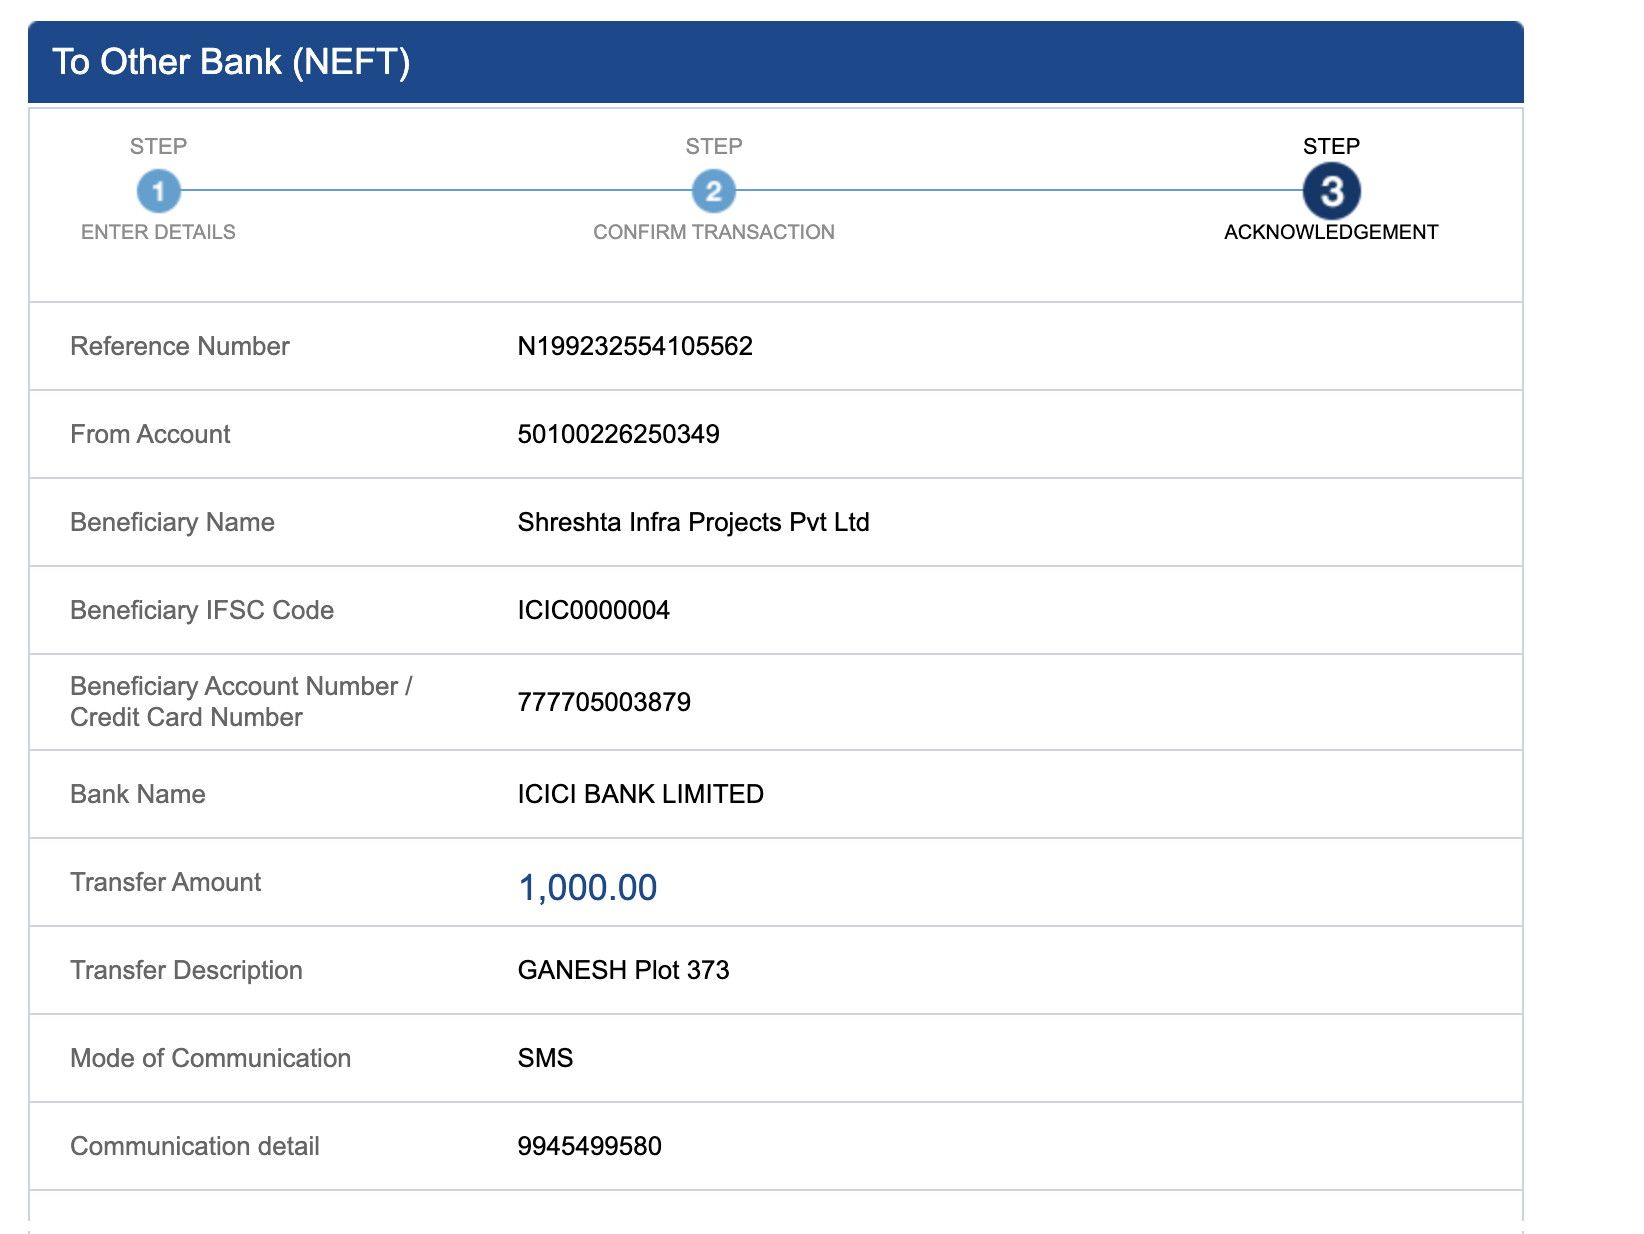 To Other Bank (NEFT)
STEP STEP STEP
1 2 3
ENTER DETAILS CONFIRM TRANSACTION ACKNOWLEDGEMENT
Reference Number N199232554105562
From Account 50100226250349
Beneficiary Name Shreshta Infra Projects Pvt Ltd
Beneficiary IFSC Code ICIC0000004
Beneficiary Account Number /
Credit Card Number 777705003879
Bank Name ICICI BANK LIMITED
Transfer Amount 1,000.00
Transfer Description GANESH Plot 373
Mode of Communication SMS
Communication detail 9945499580